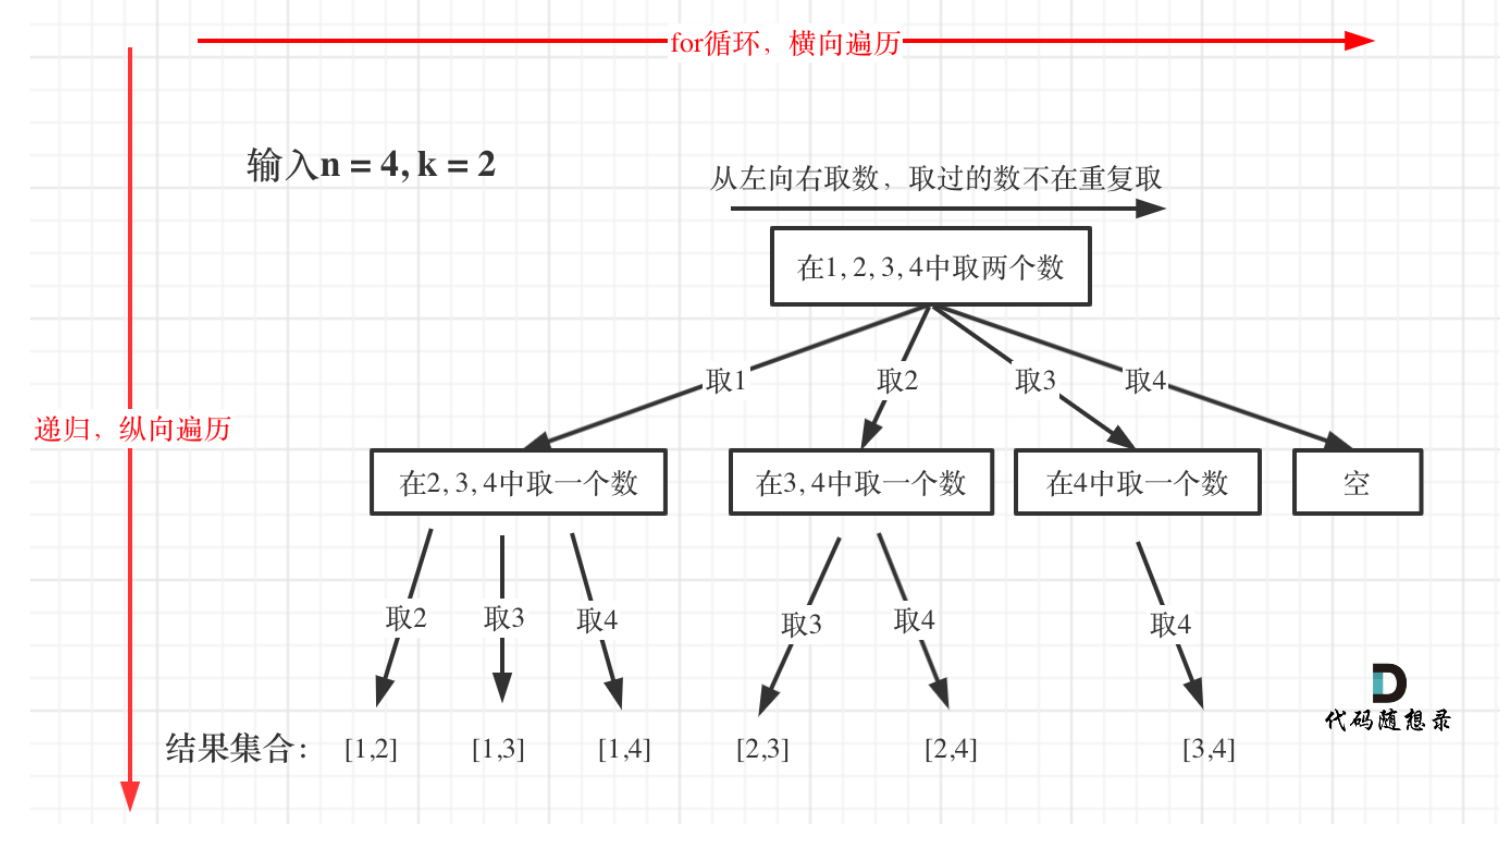 for循环，横向遍历
输入n = 4, k = 2
从左向右取数，取过的数不在重复取
在1, 2, 3, 4中取两个数
取1
取2
取3
取4
递归，纵向遍历
在2, 3, 4中取一个数
在3, 4中取一个数
在4中取一个数
空
取2
取3
取4
取3
取4
取4
代码随想录
结果集合： [1,2] [1,3] [1,4] [2,3] [2,4] [3,4]